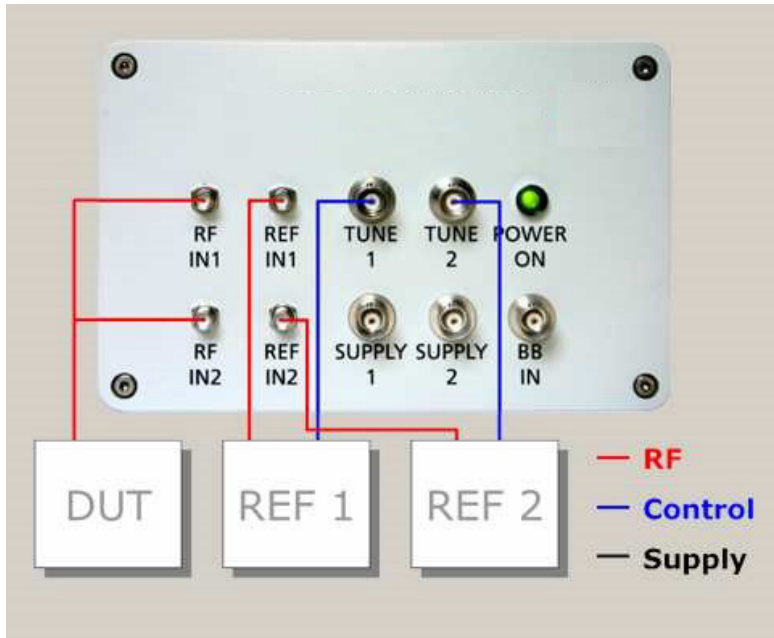 RF REF TUNE TUNE POWER
IN1 IN1 1 2 ON
RF REF SUPPLY SUPPLY BB
IN2 IN2 1 2 IN
DUT REF 1 REF 2
RF
Control
Supply